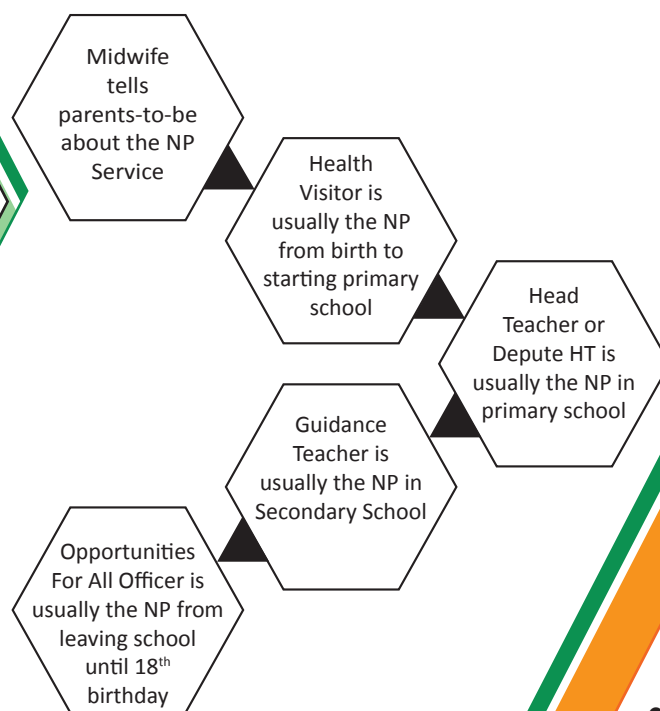 Midwife
tells
parents-to-be
about the NP
Service
Health
Visitor is
usually the NP
from birth to
starting primary
school
Head
Teacher or
Depute HT is
usually the NP in
primary school
Guidance
Teacher is
usually the NP in
Secondary School
Opportunities
For All Officer is
usually the NP from
leaving school
until 18th
birthday